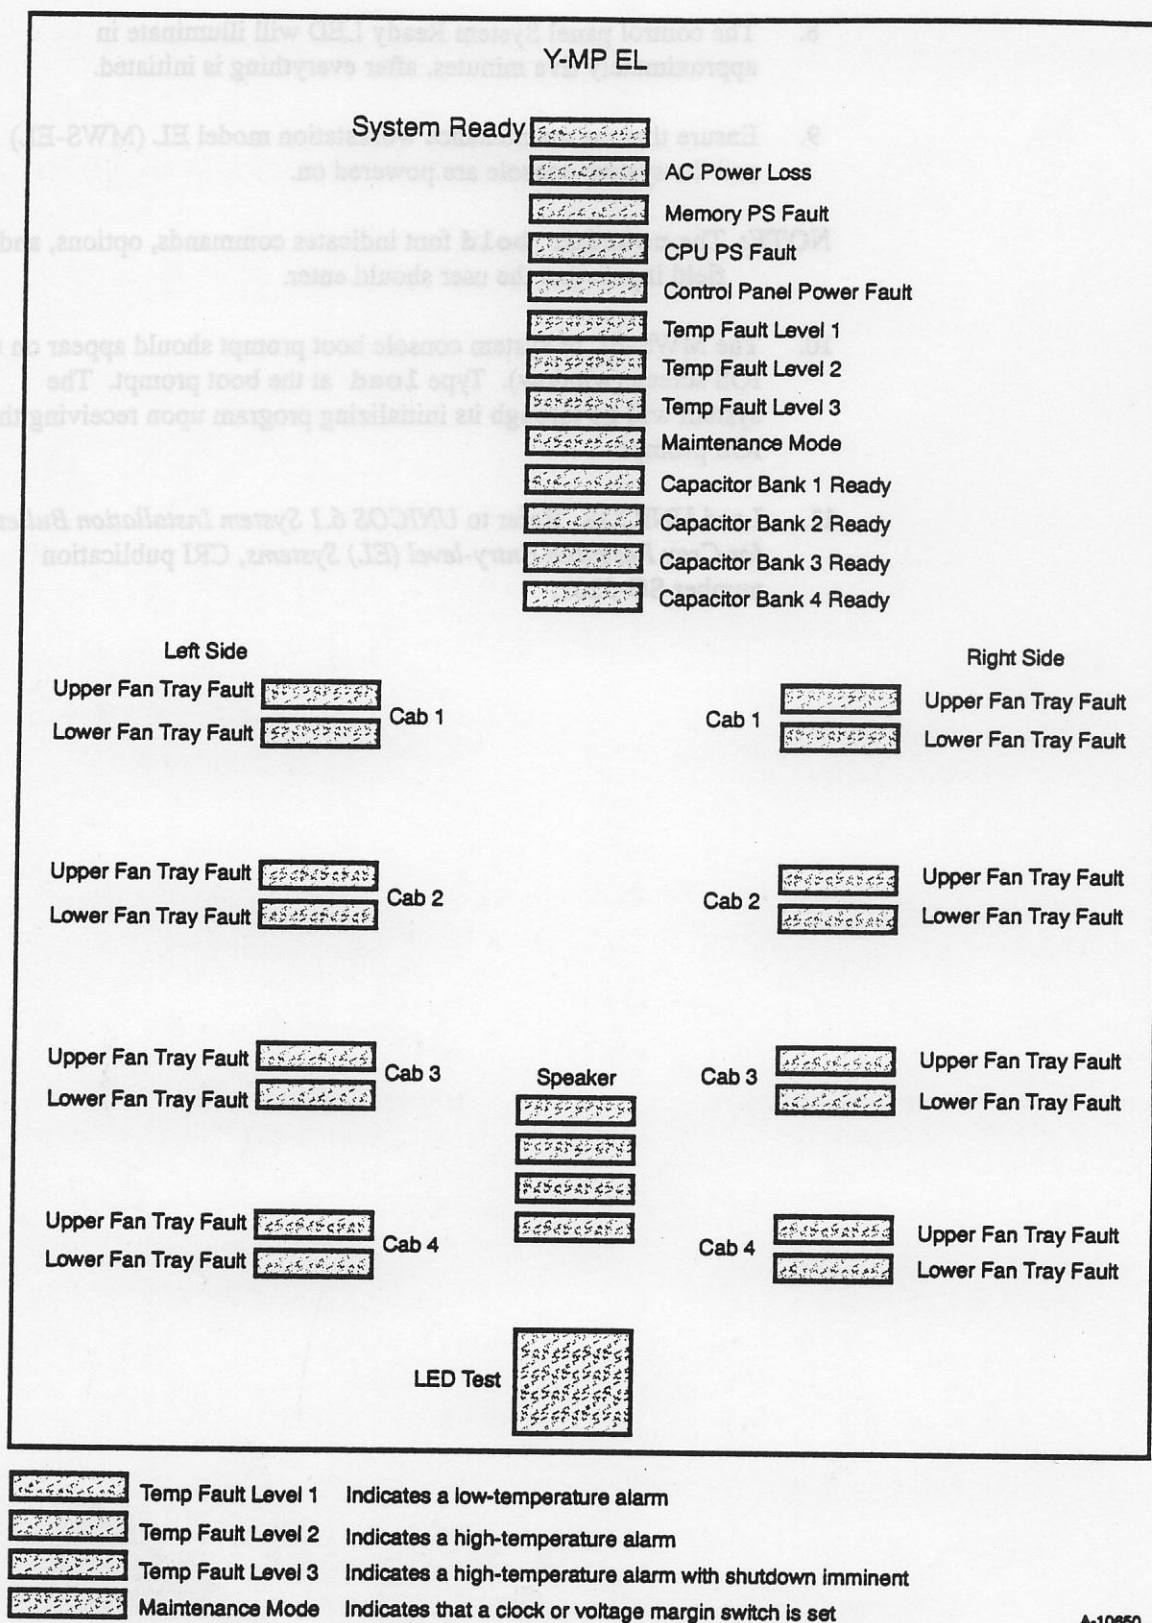 Y-MP EL
System Ready
AC Power Loss
Memory PS Fault
CPU PS Fault
Control Panel Power Fault
Temp Fault Level 1
Temp Fault Level 2
Temp Fault Level 3
Maintenance Mode
Capacitor Bank 1 Ready
Capacitor Bank 2 Ready
Capacitor Bank 3 Ready
Capacitor Bank 4 Ready
Left Side
Upper Fan Tray Fault
Lower Fan Tray Fault
Cab 1
Right Side
Cab 1
Upper Fan Tray Fault
Lower Fan Tray Fault
Upper Fan Tray Fault
Lower Fan Tray Fault
Cab 2
Cab 2
Upper Fan Tray Fault
Lower Fan Tray Fault
Upper Fan Tray Fault
Lower Fan Tray Fault
Cab 3
Speaker
Cab 3
Upper Fan Tray Fault
Lower Fan Tray Fault
Upper Fan Tray Fault
Lower Fan Tray Fault
Cab 4
Cab 4
Upper Fan Tray Fault
Lower Fan Tray Fault
LED Test
Temp Fault Level 1 Indicates a low-temperature alarm
Temp Fault Level 2 Indicates a high-temperature alarm
Temp Fault Level 3 Indicates a high-temperature alarm with shutdown imminent
Maintenance Mode Indicates that a clock or voltage margin switch is set
A-10650